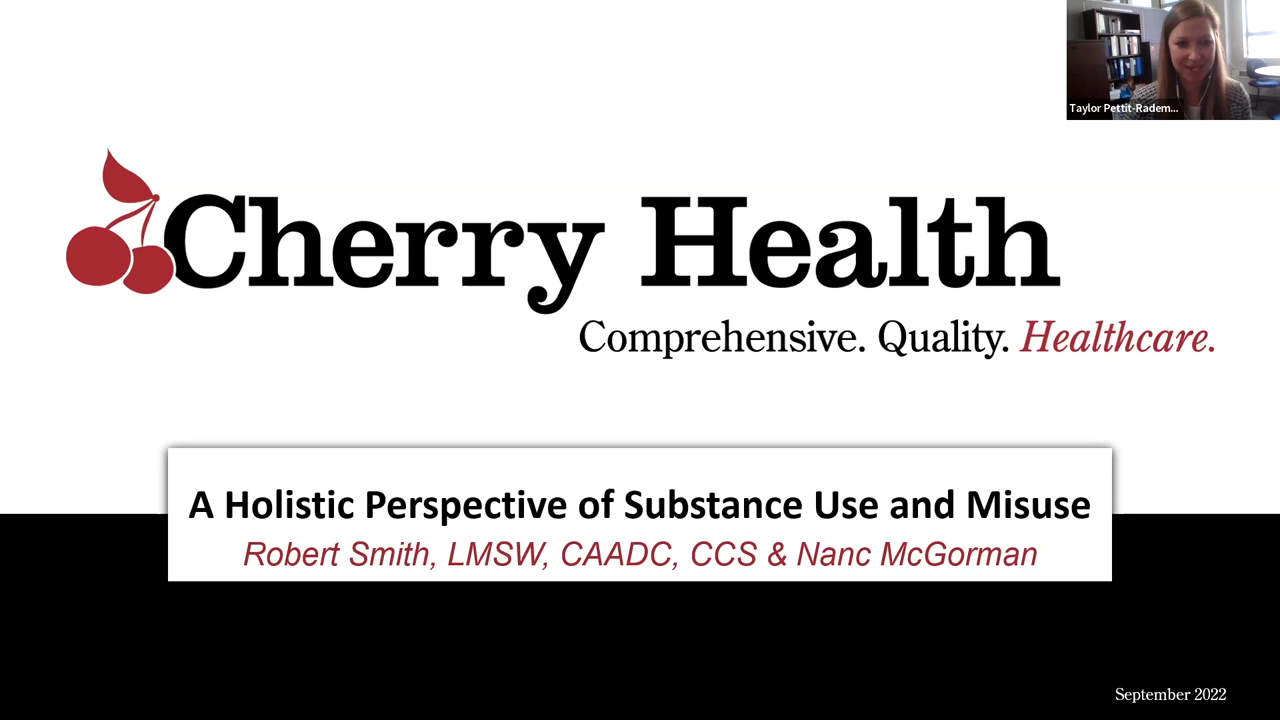 Taylor Pettit-Radem...
Cherry Health
Comprehensive. Quality. Healthcare.
A Holistic Perspective of Substance Use and Misuse
Robert Smith, LMSW, CAADC, CCS & Nanc McGorman
September 2022